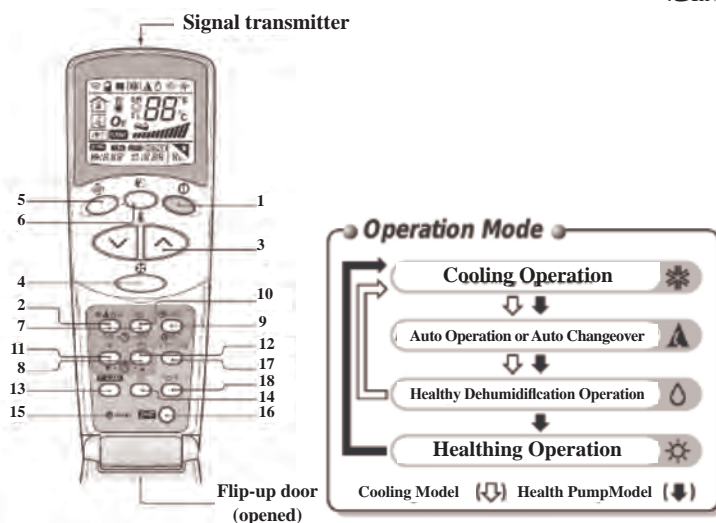 Signal transmitter
88
5
1
6
3
4
10
2
7
9
11
12
8
17
13
18
14
15
16
Flip-up door
(opened)
Operation Mode
Cooling Operation
Auto Operation or Auto Changeover
Healthy Dehumidification Operation
Healthing Operation
Cooling Model ( ) Health PumpModel ( )